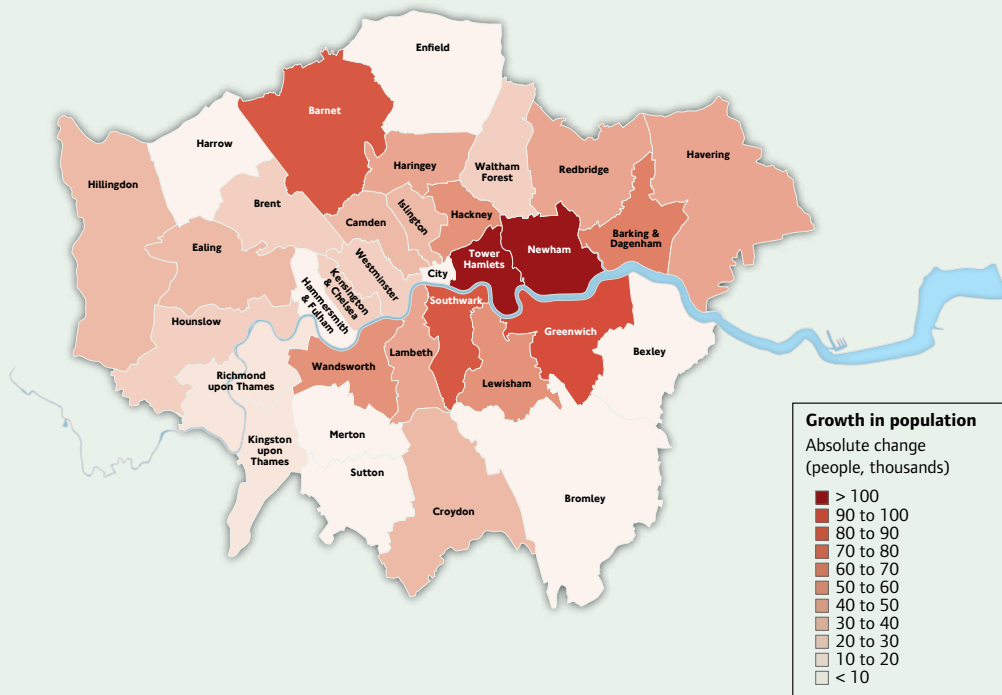 Enfield
Barnet
Harrow
Haringey
Waltham
Forest
Redbridge
Havering
Hillingdon
Brent
Camden
Islington
Hackney
Ealing
Barking &
Dagenham
Tower
Hamlets
Newham
City
Westminster
Kensington
& Chelsea
Hammersmith
& Fulham
Hounslow
Southwark
Greenwich
Bexley
Richmond
upon Thames
Wandsworth
Lambeth
Lewisham
Kingston
upon
Thames
Merton
Sutton
Croydon
Bromley
Growth in population
Absolute change
(people, thousands)
> 100
90 to 100
80 to 90
70 to 80
60 to 70
50 to 60
40 to 50
30 to 40
20 to 30
10 to 20
< 10